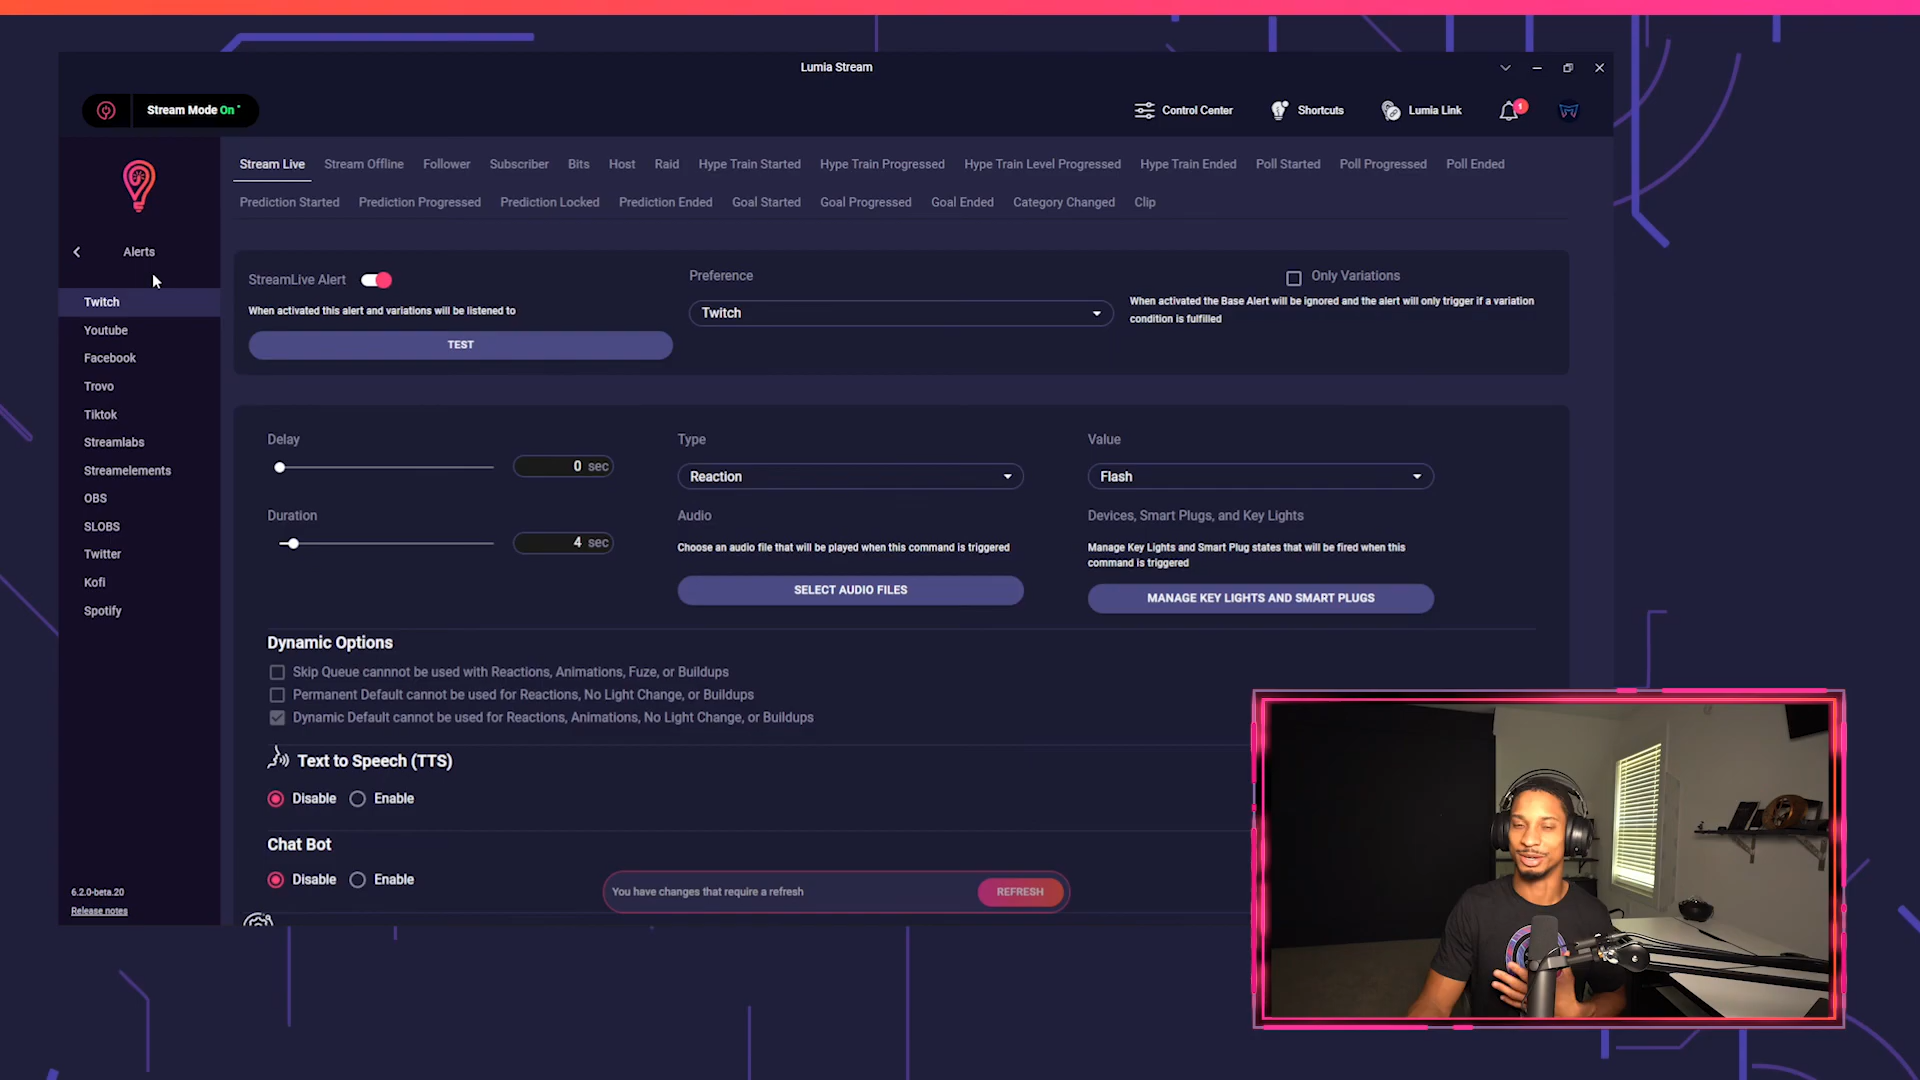 Lumia Stream
Stream Mode On
Control Center
Shortcuts
Lumia Link
1
Stream Live
Stream Offline
Follower
Subscriber
Bits
Host
Raid
Hype Train Started
Hype Train Progressed
Hype Train Level Progressed
Hype Train Ended
Poll Started
Poll Progressed
Poll Ended
Prediction Started
Prediction Progressed
Prediction Locked
Prediction Ended
Goal Started
Goal Progressed
Goal Ended
Category Changed
Clip
Alerts
Twitch
Youtube
Facebook
Trovo
Tiktok
Streamlabs
Streamelements
OBS
SLOBS
Twitter
Kofi
Spotify
6.2.0-beta.20
Release notes
StreamLive Alert
When activated this alert and variations will be listened to
TEST
Preference
Twitch
Only Variations
When activated the Base Alert will be ignored and the alert will only trigger if a variation
condition is fulfilled
Delay
0 sec
Duration
4 sec
Type
Reaction
Audio
Choose an audio file that will be played when this command is triggered
SELECT AUDIO FILES
Value
Flash
Devices, Smart Plugs, and Key Lights
Manage Key Lights and Smart Plug states that will be fired when this
command is triggered
MANAGE KEY LIGHTS AND SMART PLUGS
Dynamic Options
Skip Queue cannnot be used with Reactions, Animations, Fuze, or Buildups
Permanent Default cannot be used for Reactions, No Light Change, or Buildups
Dynamic Default cannot be used for Reactions, Animations, No Light Change, or Buildups
Text to Speech (TTS)
Disable
Enable
Chat Bot
Disable
Enable
You have changes that require a refresh
REFRESH